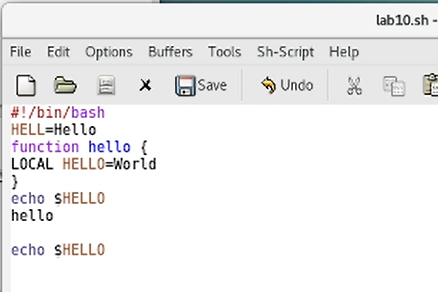 lab10.sh -
File Edit Options Buffers Tools Sh-Script Help
Save Undo
#!/bin/bash
HELL=Hello
function hello {
LOCAL HELLO=World
}
echo $HELLO
hello
echo $HELLO